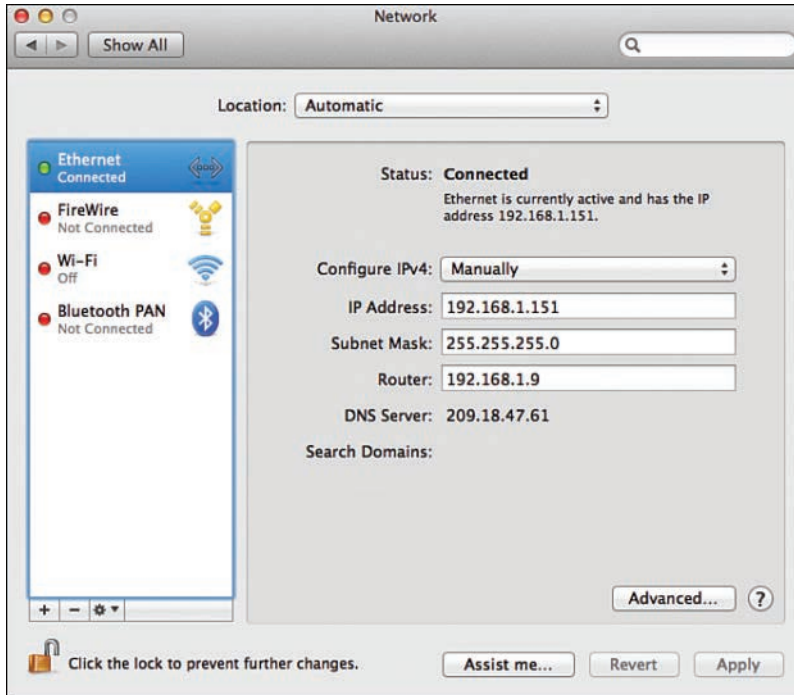 Network
Show All
Location: Automatic
Ethernet
Connected
FireWire
Not Connected
Wi-Fi
Off
Bluetooth PAN
Not Connected
Status: Connected
Ethernet is currently active and has the IP
address 192.168.1.151.
Configure IPv4: Manually
IP Address: 192.168.1.151
Subnet Mask: 255.255.255.0
Router: 192.168.1.9
DNS Server: 209.18.47.61
Search Domains:
Advanced... ?
+ −
Click the lock to prevent further changes.
Assist me... Revert Apply